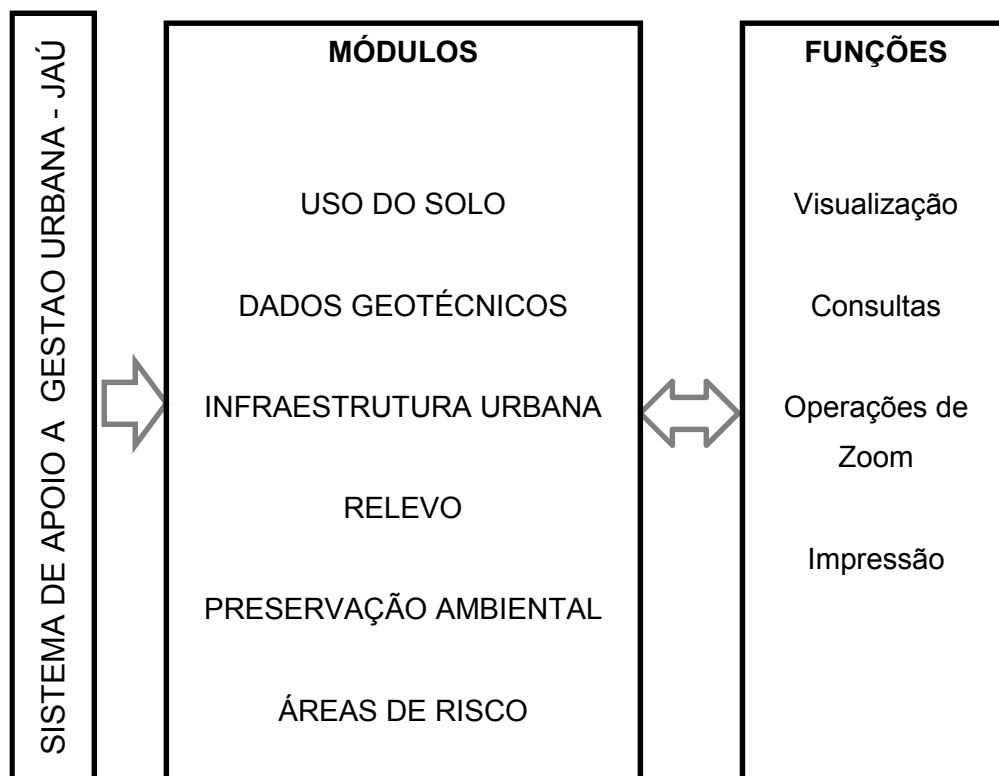 SISTEMA DE APOIO A GESTAO URBANA - JAÚ
MÓDULOS
USO DO SOLO
DADOS GEOTÉCNICOS
INFRAESTRUTURA URBANA
RELEVO
PRESERVAÇÃO AMBIENTAL
ÁREAS DE RISCO
FUNÇÕES
Visualização
Consultas
Operações de
Zoom
Impressão